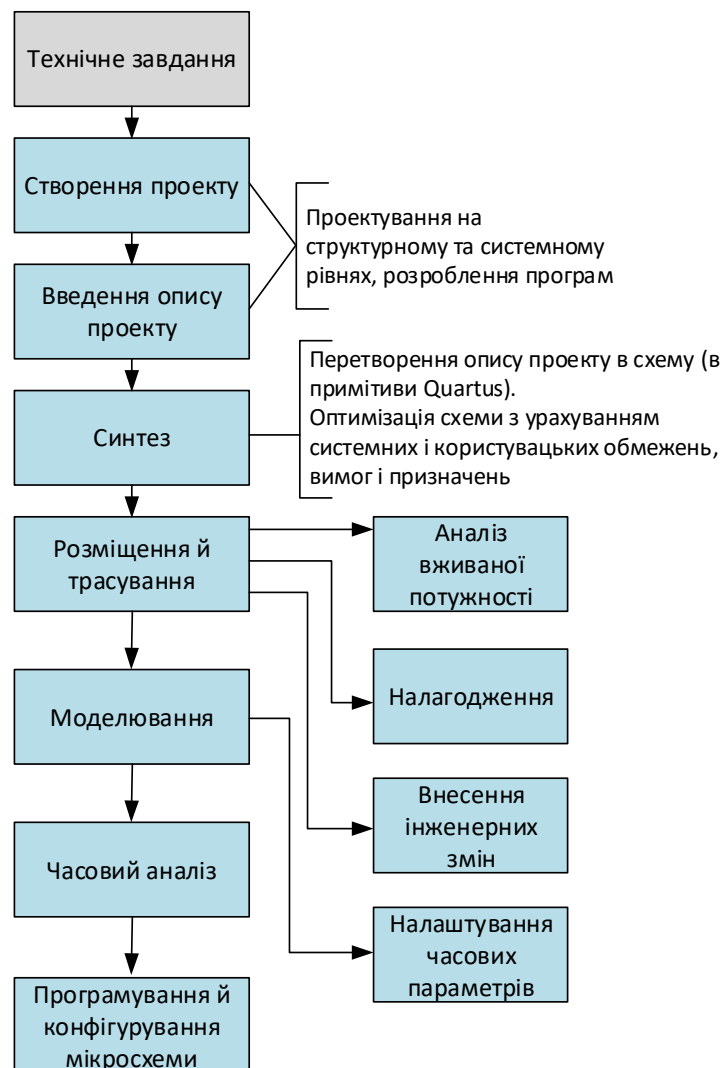 Технічне завдання
Створення проекту
Проектування на
структурному та системному
рівнях, розроблення програм
Введення опису
проекту
Перетворення опису проекту в схему (в
примітиви Quartus).
Оптимізація схеми з урахуванням
системних і користувацьких обмежень,
вимог і призначень
Синтез
Розміщення й
трасування
Аналіз
вживаної
потужності
Налагодження
Моделювання
Внесення
інженерних
змін
Часовий аналіз
Налаштування
часових
параметрів
Програмування й
конфігурування
мікросхеми